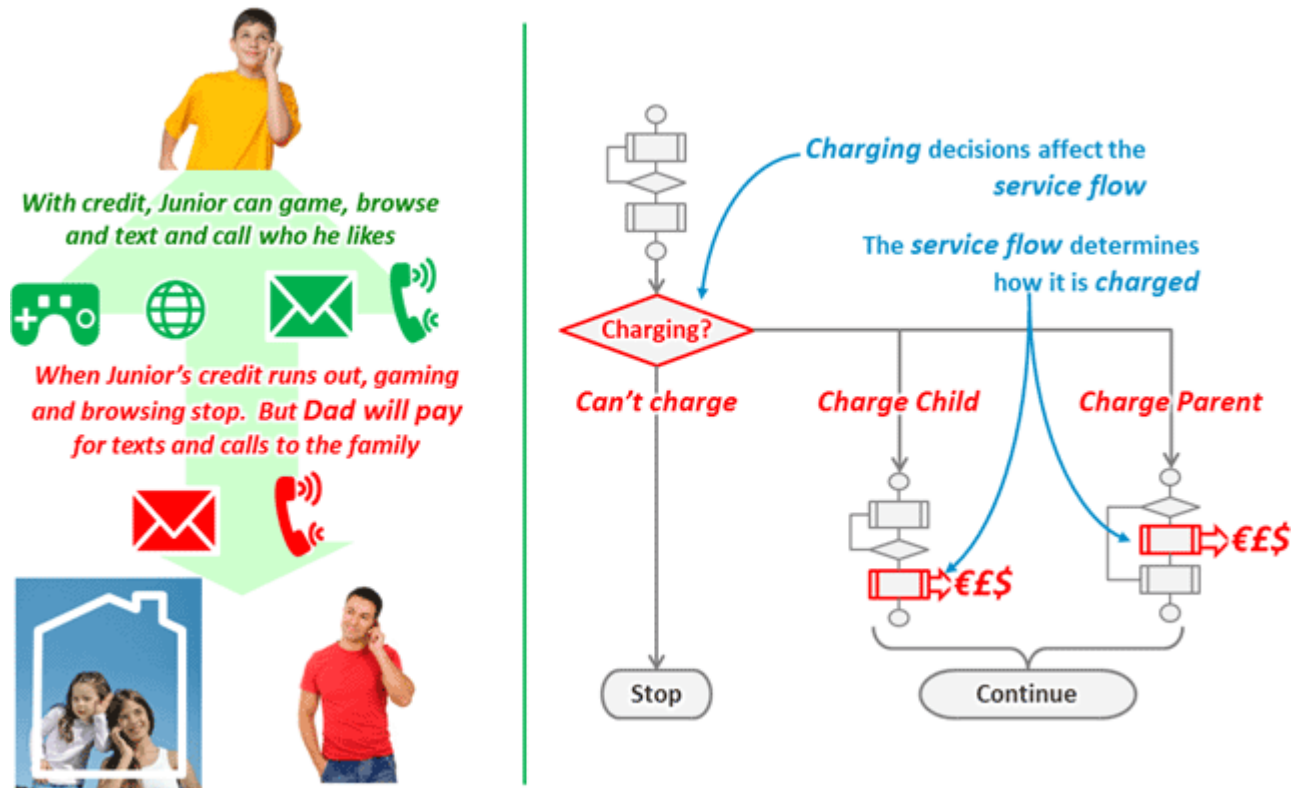 With credit, Junior can game, browse
and text and call who he likes
When Junior's credit runs out, gaming
and browsing stop. But Dad will pay
for texts and calls to the family
Charging decisions affect the
service flow
The service flow determines
how it is charged
Charging?
Can't charge
Charge Child
Charge Parent
€£$
€£$
Stop
Continue